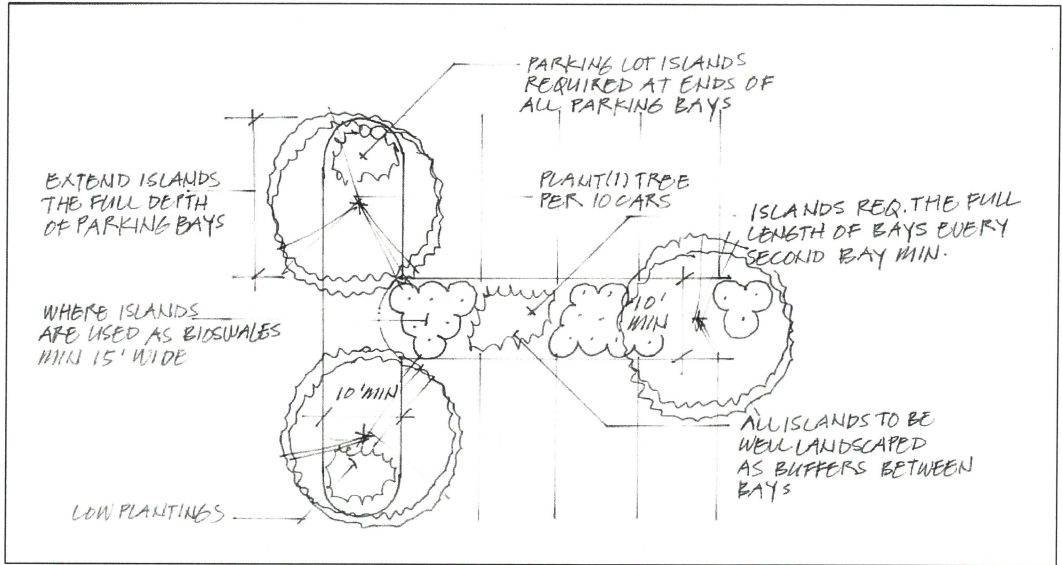 PARKING LOT ISLANDS
REQUIRED AT ENDS OF
ALL PARKING BAYS
EXTEND ISLANDS
THE FULL DEPTH
OF PARKING BAYS
PLANT (1) TREE
PER 10 CARS
ISLANDS REQ. THE FULL
LENGTH OF BAYS EVERY
SECOND BAY MIN.
WHERE ISLANDS
ARE USED AS BIOSWALES
MIN 15' WIDE
10'
MIN
10' MIN
ALL ISLANDS TO BE
WELL LANDSCAPED
AS BUFFERS BETWEEN
BAYS
LOW PLANTINGS